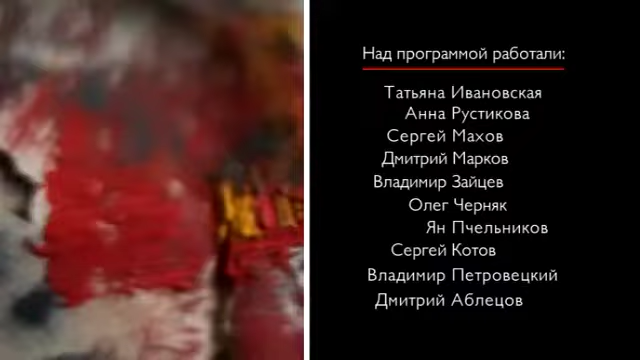 Над программой работали:
Татьяна Ивановская
Анна Рустикова
Сергей Махов
Дмитрий Марков
Владимир Зайцев
Олег Черняк
Ян Пчельников
Сергей Котов
Владимир Петровецкий
Дмитрий Аблецов